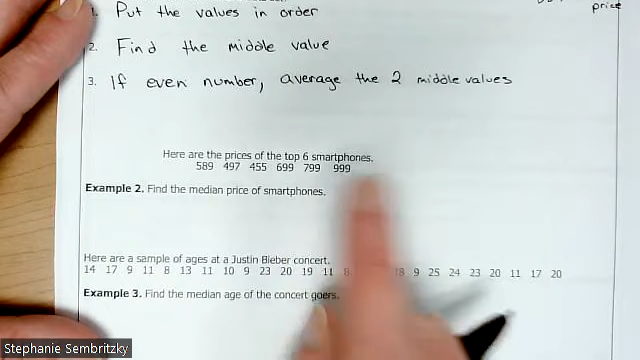 price
1. Put the values in order
2. Find the middle value
3. If even number, average the 2 middle values
Here are the prices of the top 6 smartphones.
589 497 455 699 799 999
Example 2. Find the median price of smartphones.
Here are a sample of ages at a Justin Bieber concert.
14 17 9 11 8 13 11 10 9 23 20 19 11 8 18 9 25 24 23 20 11 17 20
Example 3. Find the median age of the concert goers.
Stephanie Sembritzky